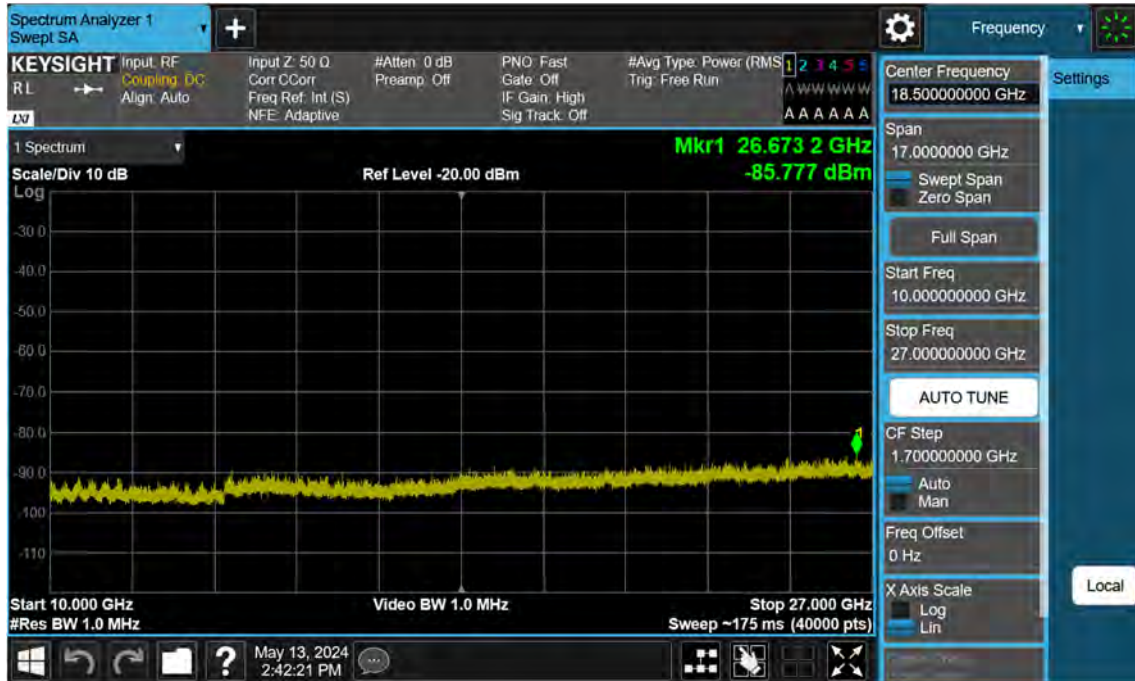 Spectrum Analyzer 1
Swept SA
Frequency
KEYSIGHT
RL
LXI
Input: RF
Coupling: DC
Align: Auto
Input Z: 50 Ω
Corr CCorr
Freq Ref: Int (S)
NFE: Adaptive
#Atten: 0 dB
Preamp: Off
PNO: Fast
Gate: Off
IF Gain: High
Sig Track: Off
#Avg Type: Power (RMS
Trig: Free Run
1 2 3 4 5 6
A W W W W W
A A A A A A
1 Spectrum
Scale/Div 10 dB
Ref Level -20.00 dBm
Mkr1 26.673 2 GHz
-85.777 dBm
Log
-30.0
-40.0
-50.0
-60.0
-70.0
-80.0
-90.0
-100
-110
1
Start 10.000 GHz
#Res BW 1.0 MHz
Video BW 1.0 MHz
Stop 27.000 GHz
Sweep ~175 ms (40000 pts)
May 13, 2024
2:42:21 PM
Center Frequency
18.500000000 GHz
Span
17.0000000 GHz
Swept Span
Zero Span
Full Span
Start Freq
10.000000000 GHz
Stop Freq
27.000000000 GHz
AUTO TUNE
CF Step
1.700000000 GHz
Auto
Man
Freq Offset
0 Hz
X Axis Scale
Log
Lin
Settings
Local